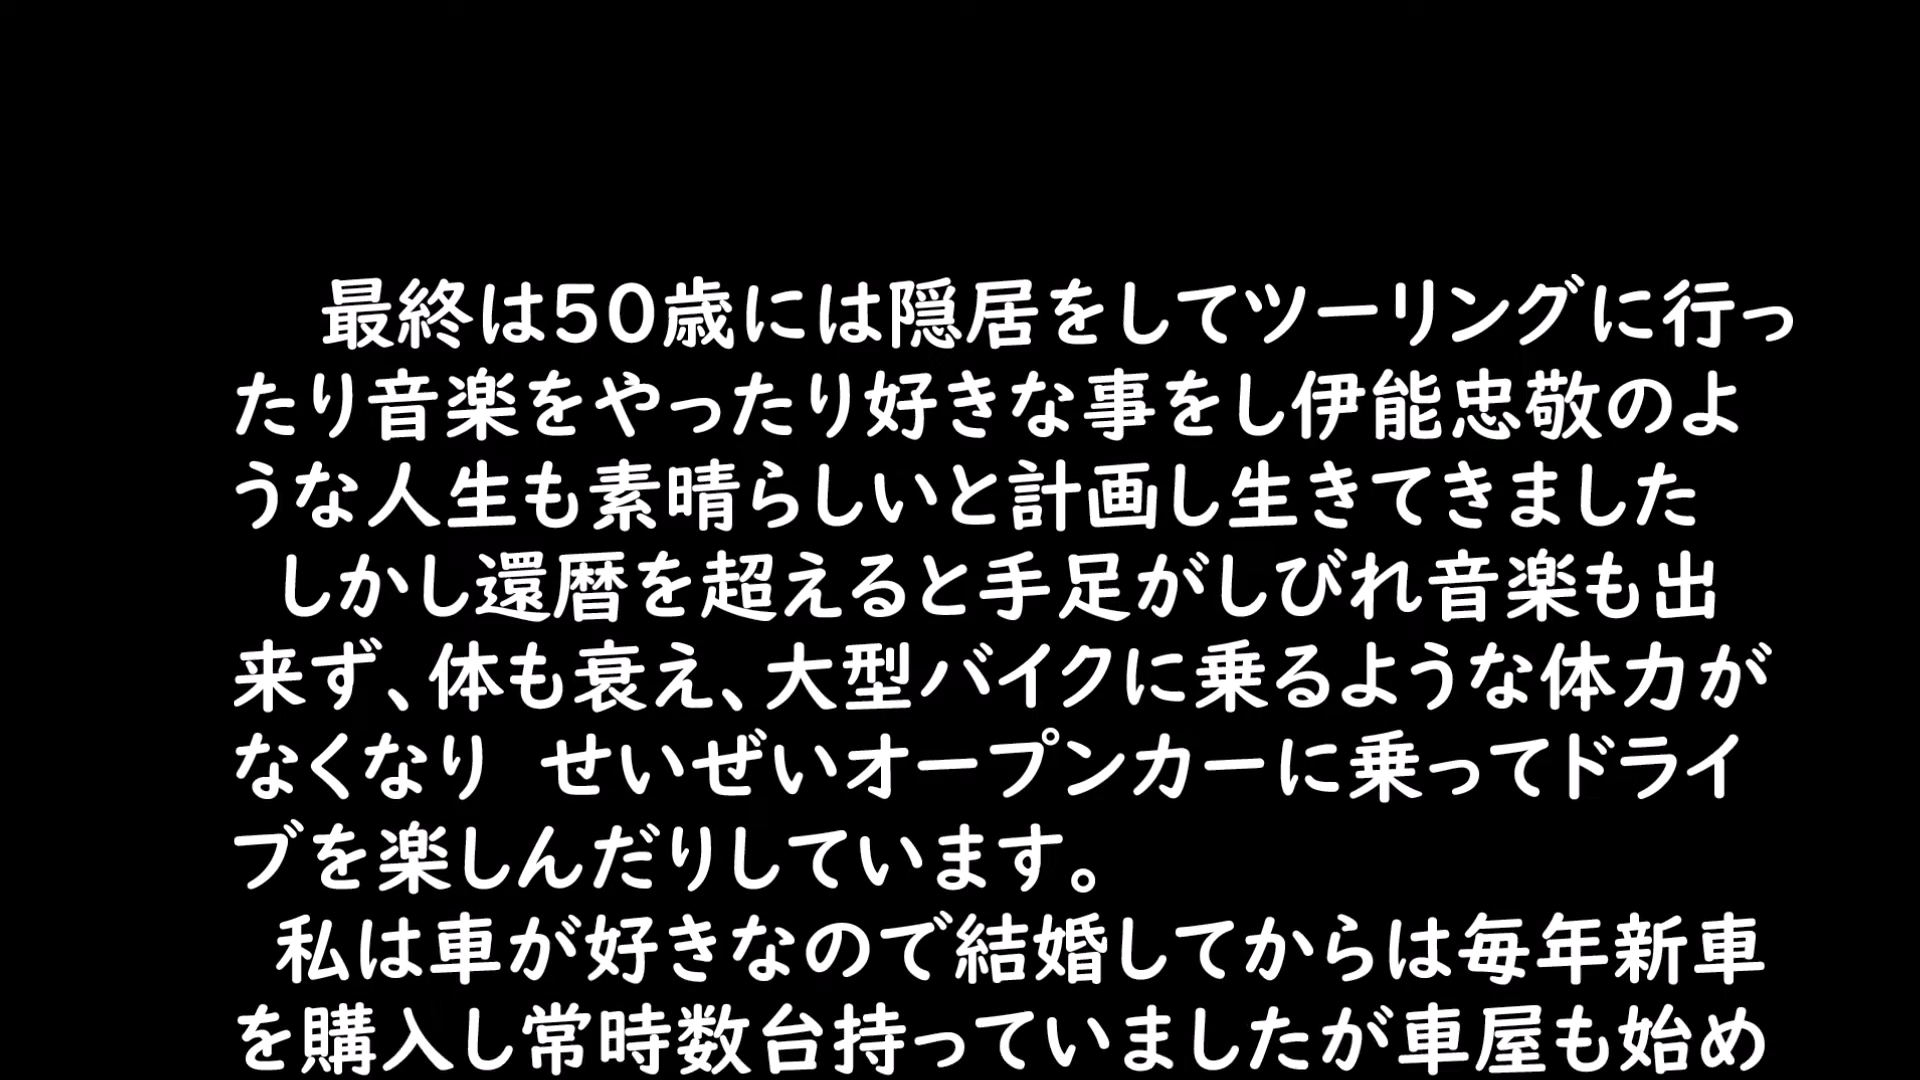 最終は50歳には隠居をしてツーリングに行っ
たり音楽をやったり好きな事をし伊能忠敬のよ
うな人生も素晴らしいと計画し生きてきました
しかし還暦を超えると手足がしびれ音楽も出
来ず、体も衰え、大型バイクに乗るような体力が
なくなり　せいぜいオープンカーに乗ってドライ
ブを楽しんだりしています。
私は車が好きなので結婚してからは毎年新車
を購入し常時数台持っていましたが車屋も始め